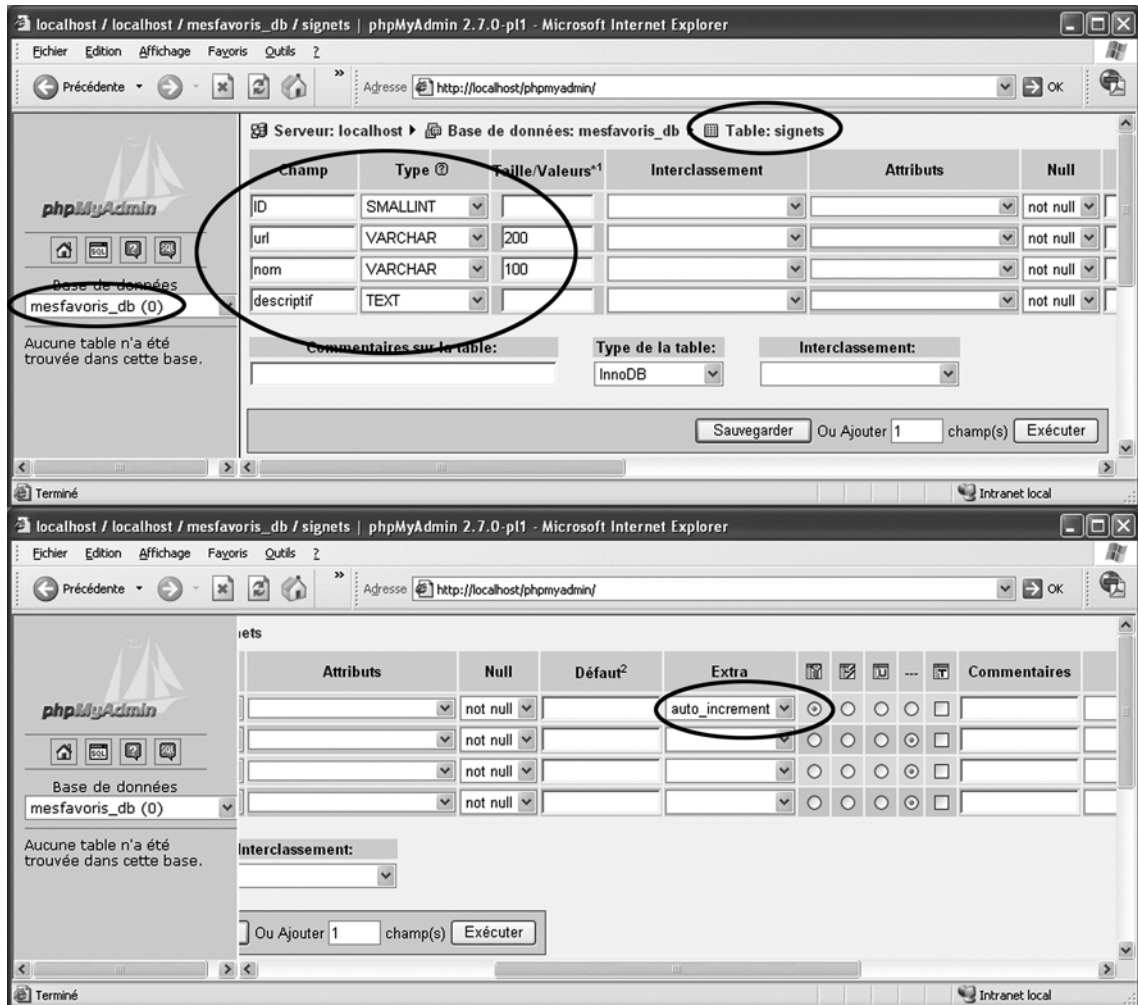 localhost / localhost / mesfavoris_db / signets | phpMyAdmin 2.7.0-pl1 - Microsoft Internet Explorer
Fichier Edition Affichage Favoris Outils ?
Précédente » Adresse http://localhost/phpmyadmin/ OK
Serveur: localhost Base de données: mesfavoris_db Table: signets
Champ Type Taille/Valeurs*1 Interclassement Attributs Null
phpMyAdmin
ID SMALLINT not null
url VARCHAR 200 not null
nom VARCHAR 100 not null
descriptif TEXT not null
SQL
Base de données
mesfavoris_db (0)
Aucune table n'a été
trouvée dans cette base.
Commentaires sur la table: Type de la table: Interclassement:
InnoDB
Sauvegarder Ou Ajouter 1 champ(s) Exécuter
Terminé Intranet local
localhost / localhost / mesfavoris_db / signets | phpMyAdmin 2.7.0-pl1 - Microsoft Internet Explorer
Fichier Edition Affichage Favoris Outils ?
Précédente » Adresse http://localhost/phpmyadmin/ OK
nets
Attributs Null Défaut2 Extra U --- T Commentaires
phpMyAdmin
not null auto_increment
not null
not null
not null
SQL
Base de données
mesfavoris_db (0)
Aucune table n'a été
trouvée dans cette base.
Interclassement:
Ou Ajouter 1 champ(s) Exécuter
Terminé Intranet local